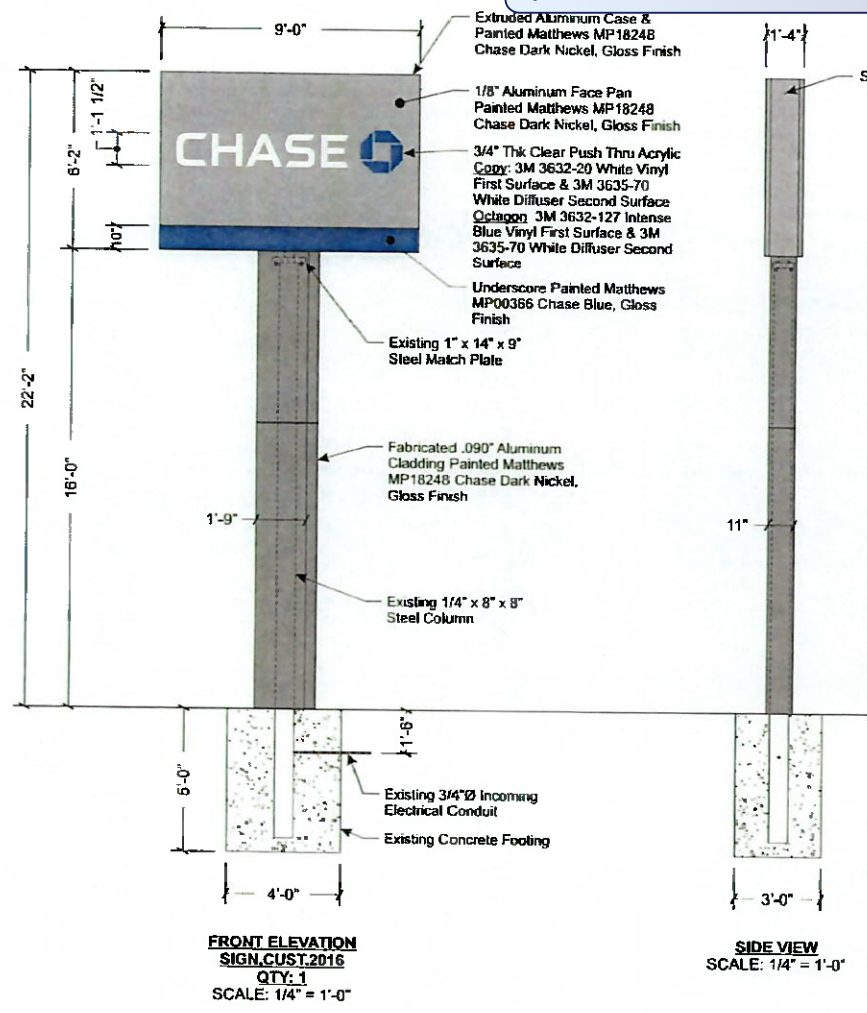 9'-0"
Extruded Aluminum Case &
Painted Matthews MP18248
Chase Dark Nickel, Gloss Finish
1'-4"
S
1/8" Aluminum Face Pan
Painted Matthews MP18248
Chase Dark Nickel, Gloss Finish
1'-1 1/2"
6'-2"
CHASE
3/4" Thk Clear Push Thru Acrylic
Copy: 3M 3632-20 White Vinyl
First Surface & 3M 3635-70
White Diffuser Second Surface
Octagon 3M 3632-127 Intense
Blue Vinyl First Surface & 3M
3635-70 White Diffuser Second
Surface
10"
Underscore Painted Matthews
MP00366 Chase Blue, Gloss
Finish
Existing 1" x 14" x 9"
Steel Match Plate
22'-2"
16'-0"
Fabricated .090" Aluminum
Cladding Painted Matthews
MP18248 Chase Dark Nickel,
Gloss Finish
1'-9"
11"
Existing 1/4" x 8" x 8"
Steel Column
1'-6"
Existing 3/4"Ø Incoming
Electrical Conduit
Existing Concrete Footing
4'-0"
3'-0"
FRONT ELEVATION
SIGN.CUST.2016
QTY: 1
SCALE: 1/4" = 1'-0"
SIDE VIEW
SCALE: 1/4" = 1'-0"